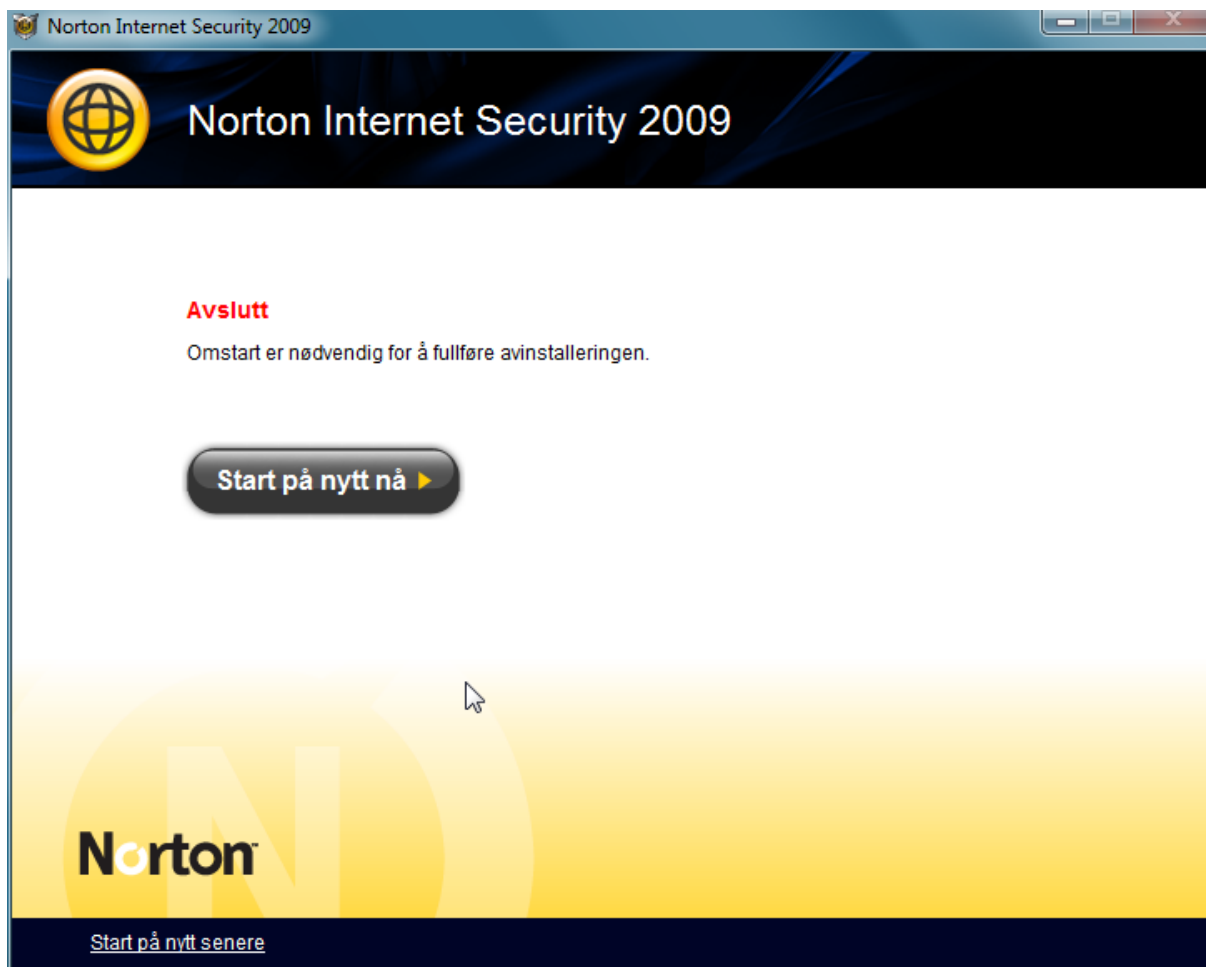 Norton Internet Security 2009
Norton Internet Security 2009
Avslutt
Omstart er nødvendig for å fullføre avinstalleringen.
Start på nytt nå
Norton
Start på nytt senere